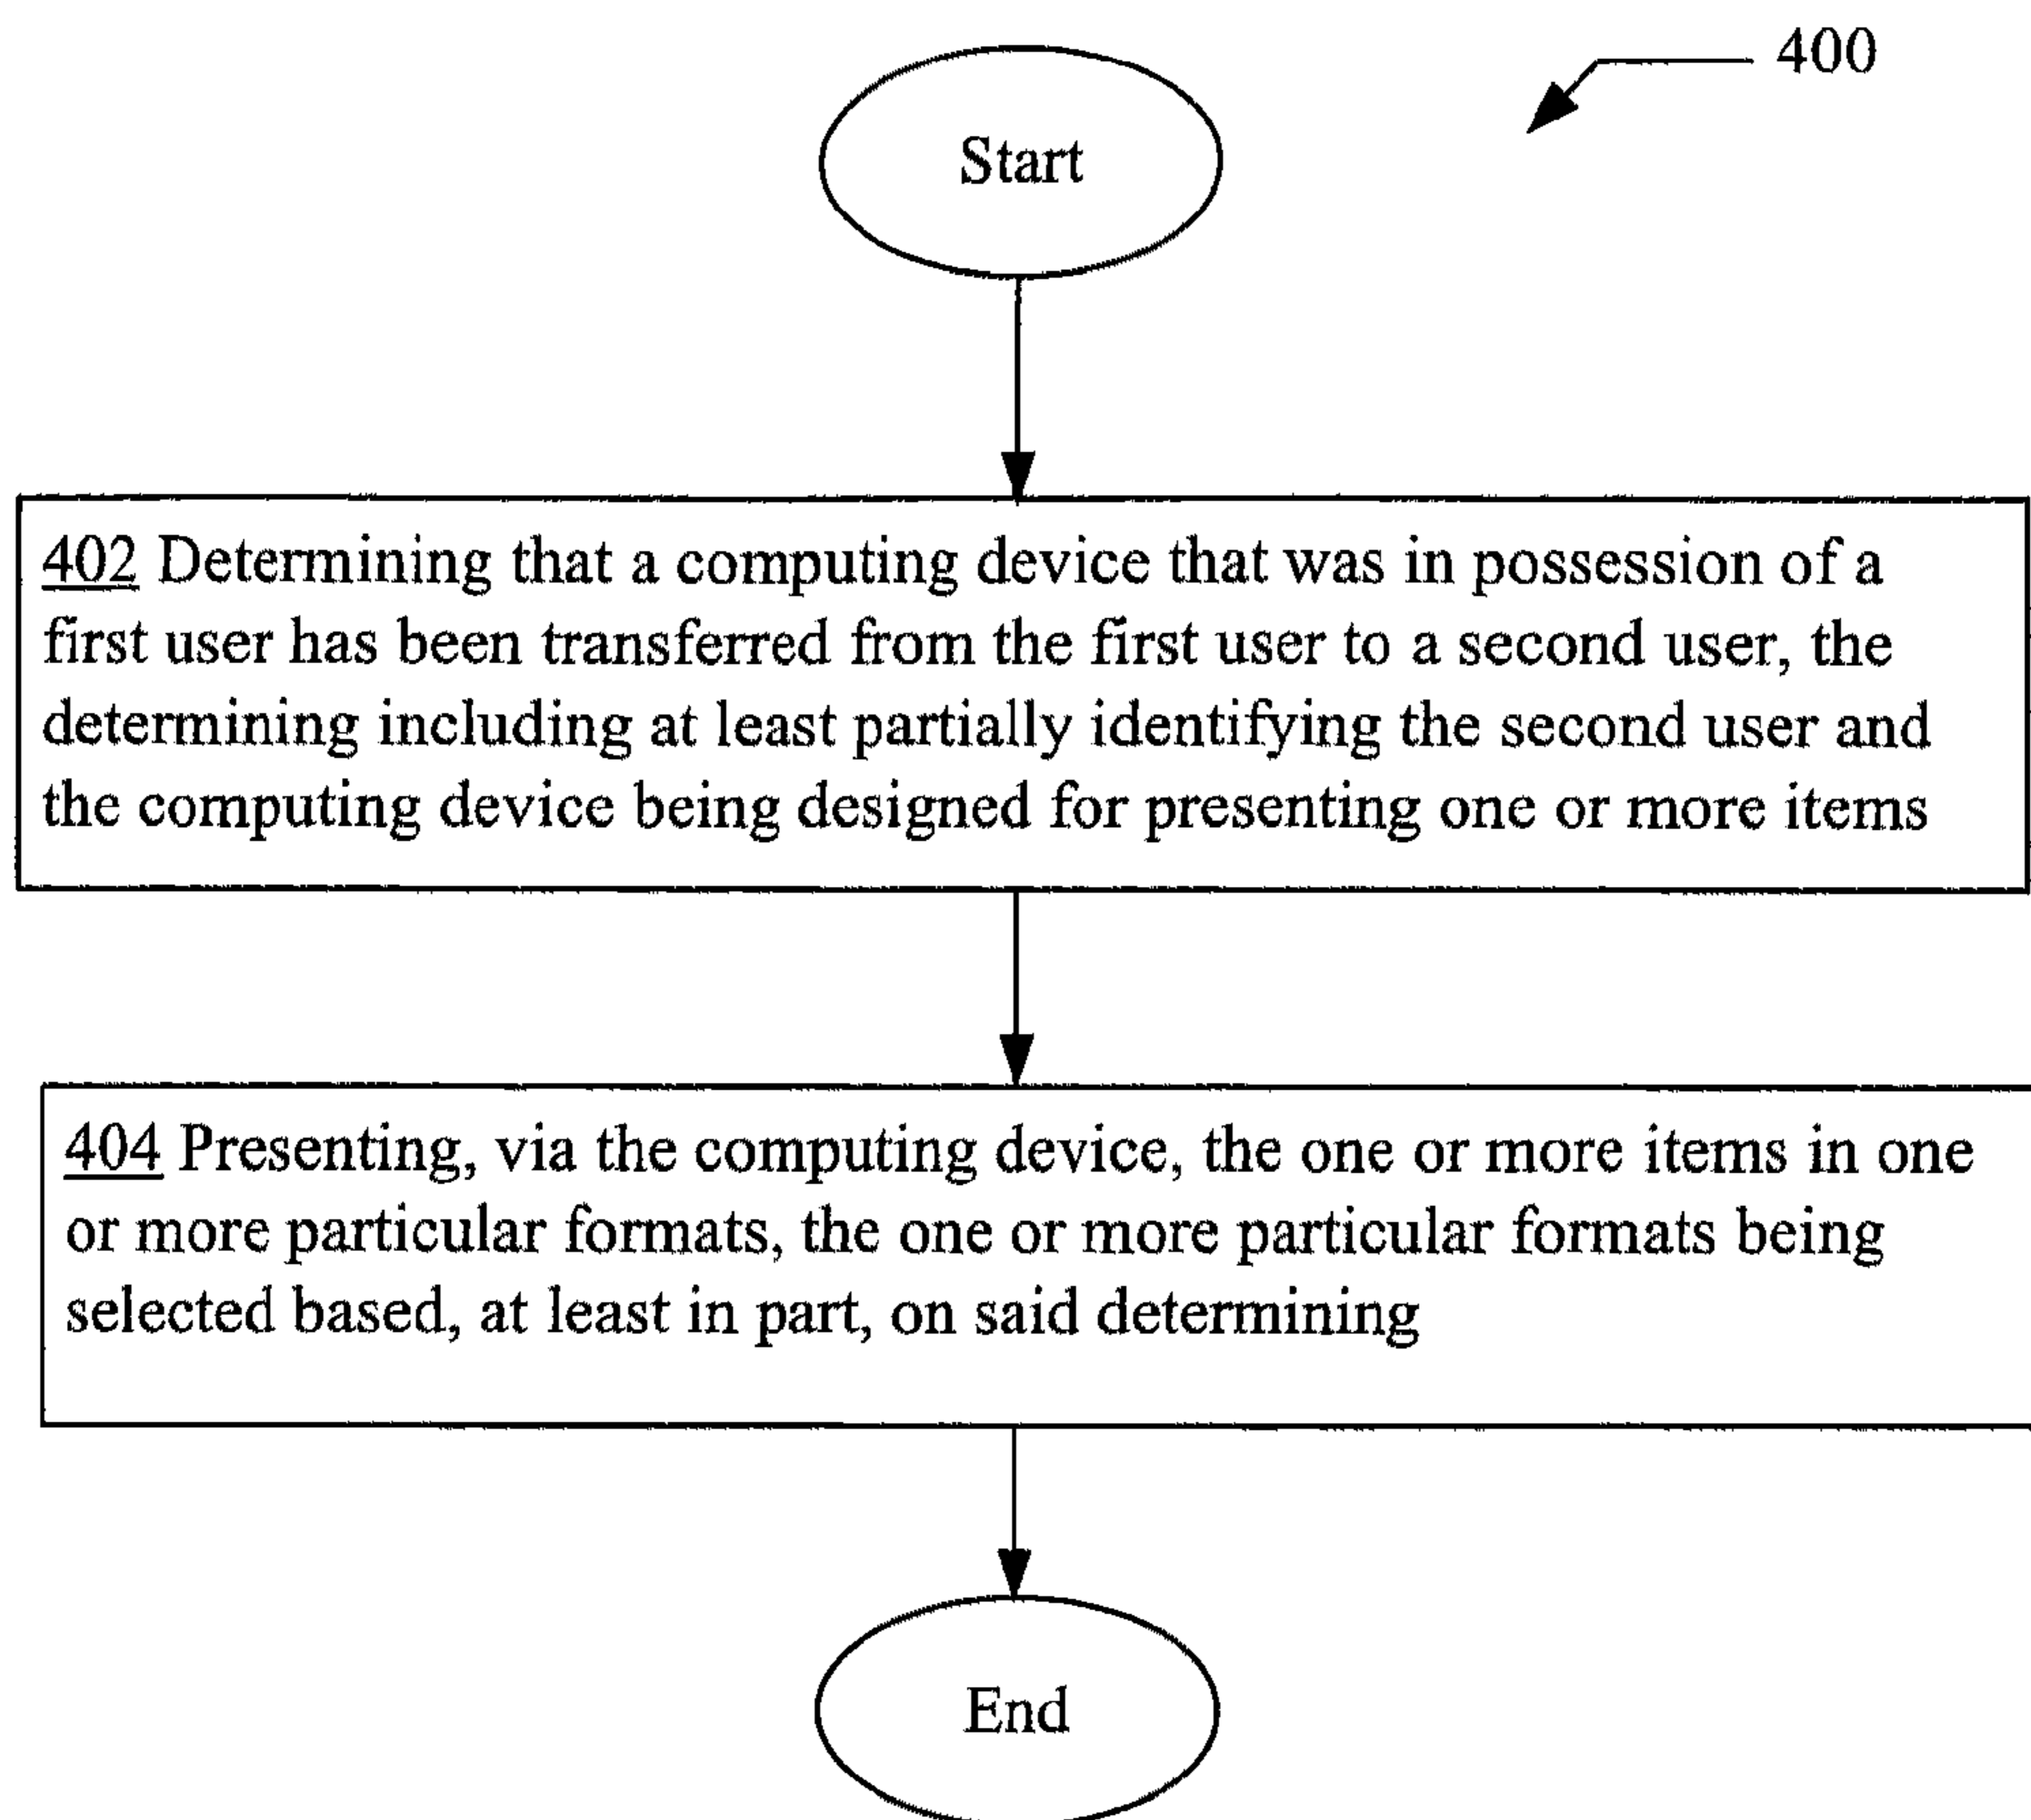 400
Start
402 Determining that a computing device that was in possession of a
first user has been transferred from the first user to a second user, the
determining including at least partially identifying the second user and
the computing device being designed for presenting one or more items
404 Presenting, via the computing device, the one or more items in one
or more particular formats, the one or more particular formats being
selected based, at least in part, on said determining
End